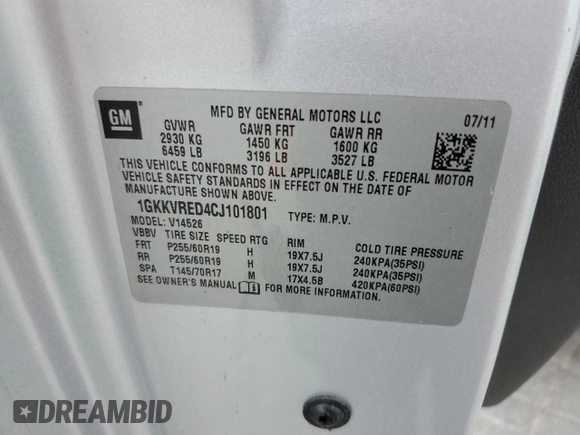 GM
MFD BY GENERAL MOTORS LLC
07/11
GVWR GAWR FRT GAWR RR
2930 KG 1450 KG 1600 KG
6459 LB 3196 LB 3527 LB
THIS VEHICLE CONFORMS TO ALL APPLICABLE U.S. FEDERAL MOTOR
VEHICLE SAFETY STANDARDS IN EFFECT ON THE DATE OF
MANUFACTURE SHOWN ABOVE.
1GKKVRED4CJ101801 TYPE: M.P.V.
MODEL: V14526
VBBV TIRE SIZE SPEED RTG RIM COLD TIRE PRESSURE
FRT P255/60R19 H 19X7.5J 240KPA(35PSI)
RR P255/60R19 H 19X7.5J 240KPA(35PSI)
SPA T145/70R17 M 17X4.5B 420KPA(60PSI)
SEE OWNER'S MANUAL FOR MORE INFORMATION.
DREAMBID